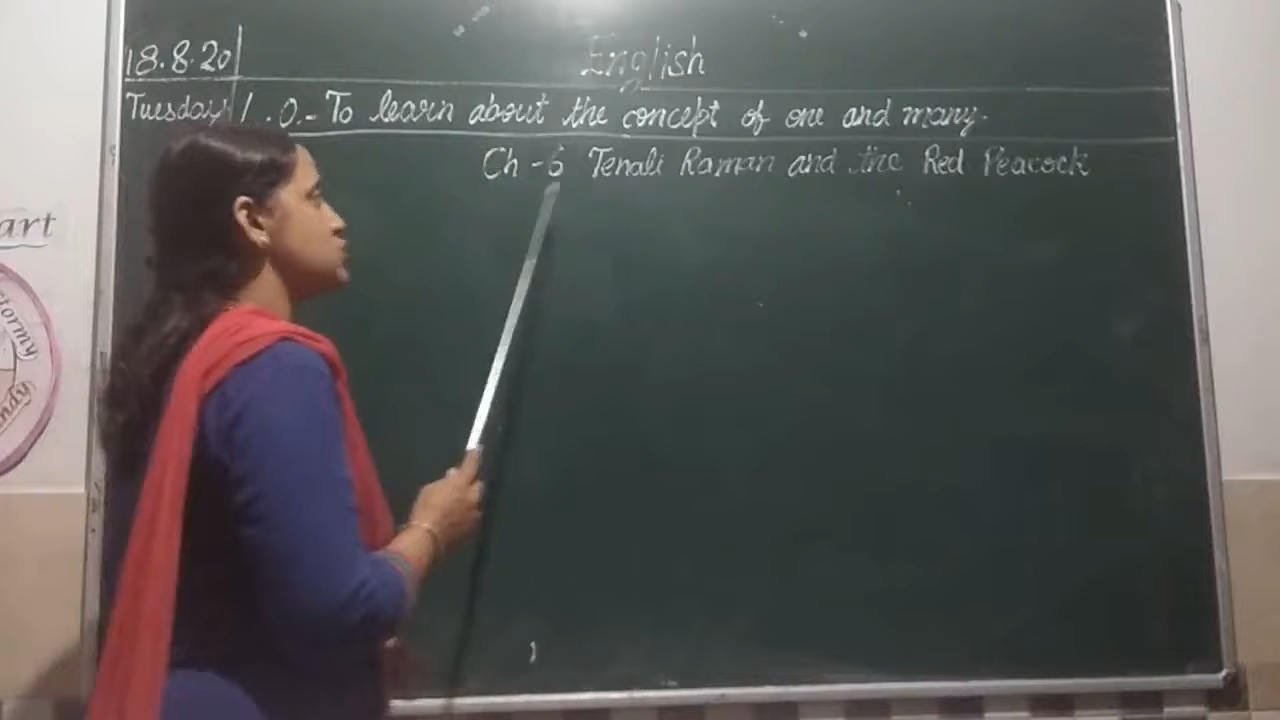 18.8.20 English
Tuesday L.O.- To learn about the concept of one and many.
Ch - 6 Tenali Raman and the Red Peacock
art
stormy